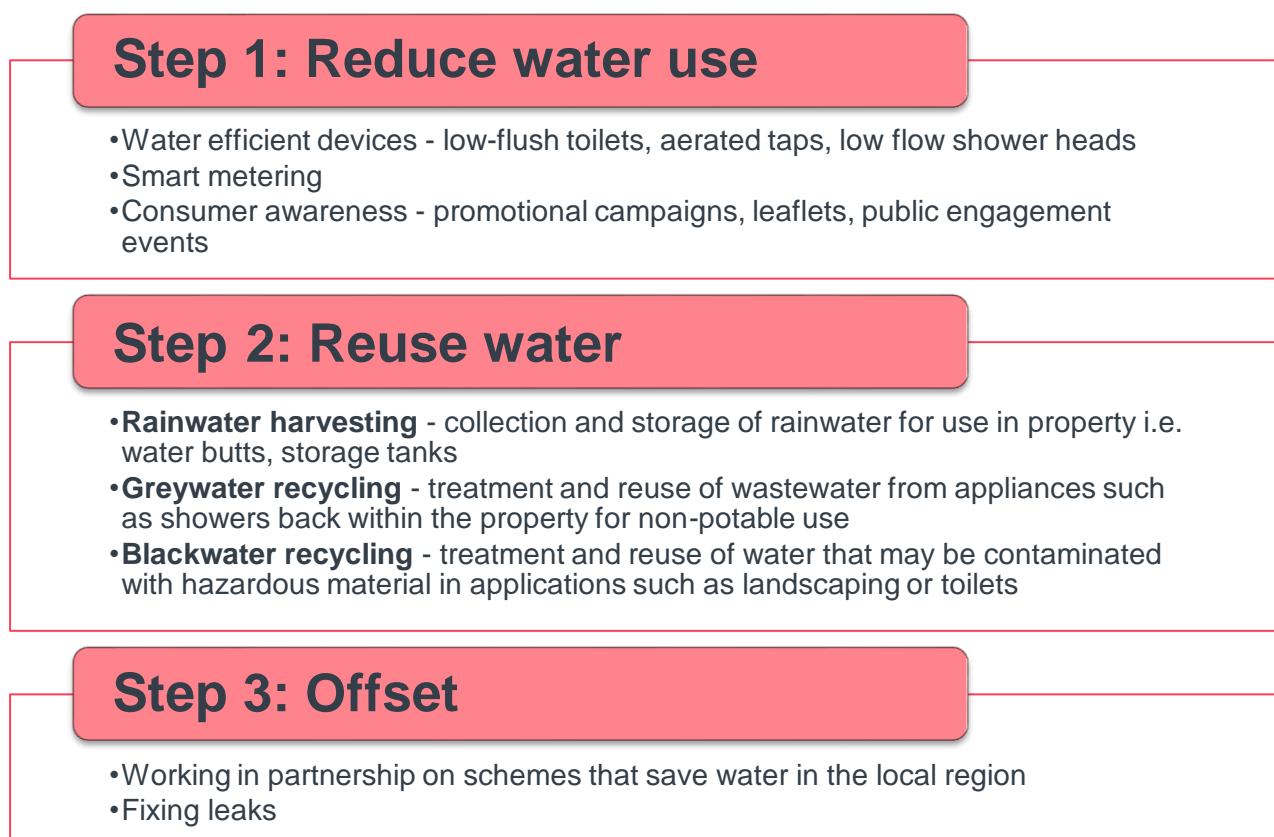 Step 1: Reduce water use
•Water efficient devices - low-flush toilets, aerated taps, low flow shower heads
•Smart metering
•Consumer awareness - promotional campaigns, leaflets, public engagement
events
Step 2: Reuse water
•Rainwater harvesting - collection and storage of rainwater for use in property i.e.
water butts, storage tanks
•Greywater recycling - treatment and reuse of wastewater from appliances such
as showers back within the property for non-potable use
•Blackwater recycling - treatment and reuse of water that may be contaminated
with hazardous material in applications such as landscaping or toilets
Step 3: Offset
•Working in partnership on schemes that save water in the local region
•Fixing leaks